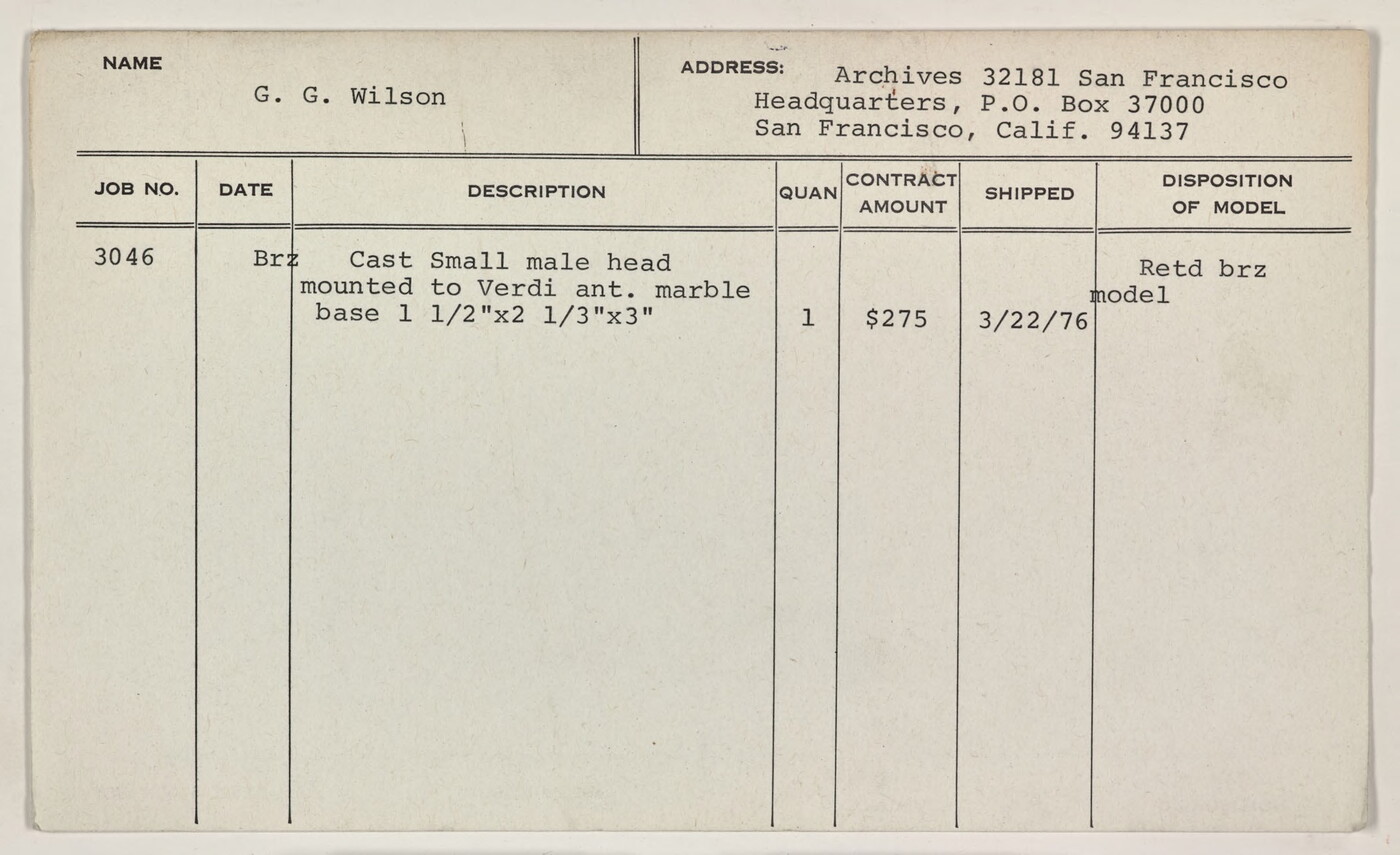 NAME
G. G. Wilson
ADDRESS: Archives 32181 San Francisco
Headquarters, P.O. Box 37000
San Francisco, Calif. 94137
JOB NO. DATE DESCRIPTION QUAN CONTRACT AMOUNT SHIPPED DISPOSITION OF MODEL
3046 Brz Cast Small male head Retd brz
mounted to Verdi ant. marble model
base 1 1/2"x2 1/3"x3" 1 $275 3/22/76